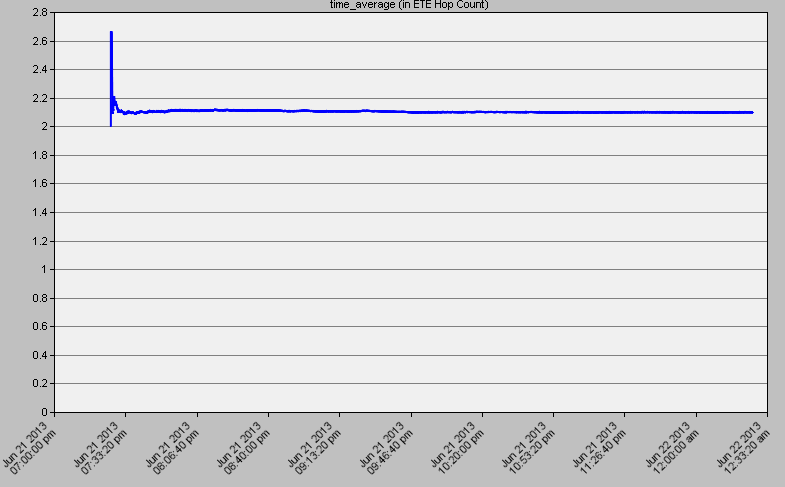 time_average (in ETE Hop Count)
2.8
2.6
2.4
2.2
2
1.8
1.6
1.4
1.2
1
0.8
0.6
0.4
0.2
0
Jun 21 2013
07:00:00 pm
Jun 21 2013
07:33:20 pm
Jun 21 2013
08:06:40 pm
Jun 21 2013
08:40:00 pm
Jun 21 2013
09:13:20 pm
Jun 21 2013
09:46:40 pm
Jun 21 2013
10:20:00 pm
Jun 21 2013
10:53:20 pm
Jun 21 2013
11:26:40 pm
Jun 22 2013
12:00:00 am
Jun 22 2013
12:33:20 am